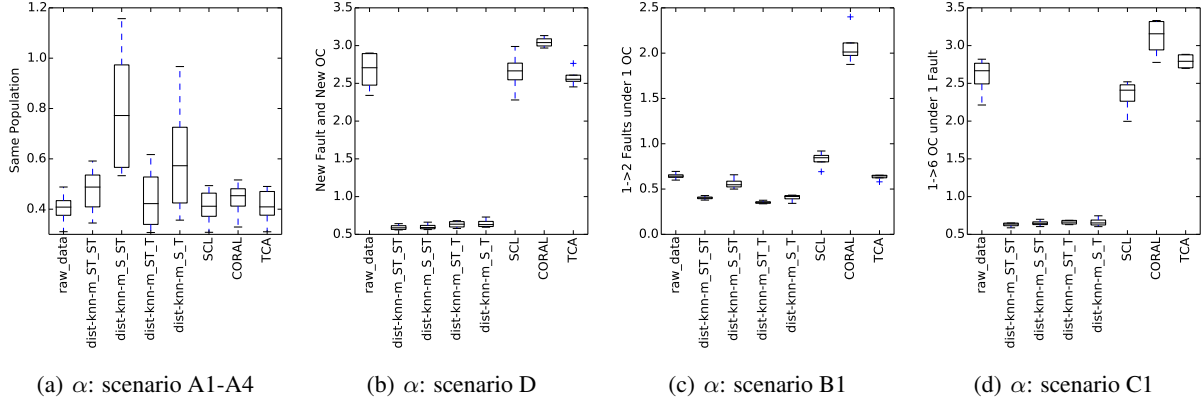 1.2
1.0
0.8
0.6
0.4
Same Population
raw_data
dist-knn-m_ST_ST
dist-knn-m_S_ST
dist-knn-m_ST_T
dist-knn-m_S_T
SCL
CORAL
TCA
(a) α: scenario A1-A4
3.5
3.0
2.5
2.0
1.5
1.0
0.5
New Fault and New OC
raw_data
dist-knn-m_ST_ST
dist-knn-m_S_ST
dist-knn-m_ST_T
dist-knn-m_S_T
SCL
CORAL
TCA
(b) α: scenario D
2.5
2.0
1.5
1.0
0.5
0.0
1->2 Faults under 1 OC
raw_data
dist-knn-m_ST_ST
dist-knn-m_S_ST
dist-knn-m_ST_T
dist-knn-m_S_T
SCL
CORAL
TCA
(c) α: scenario B1
3.5
3.0
2.5
2.0
1.5
1.0
0.5
1->6 OC under 1 Fault
raw_data
dist-knn-m_ST_ST
dist-knn-m_S_ST
dist-knn-m_ST_T
dist-knn-m_S_T
SCL
CORAL
TCA
(d) α: scenario C1